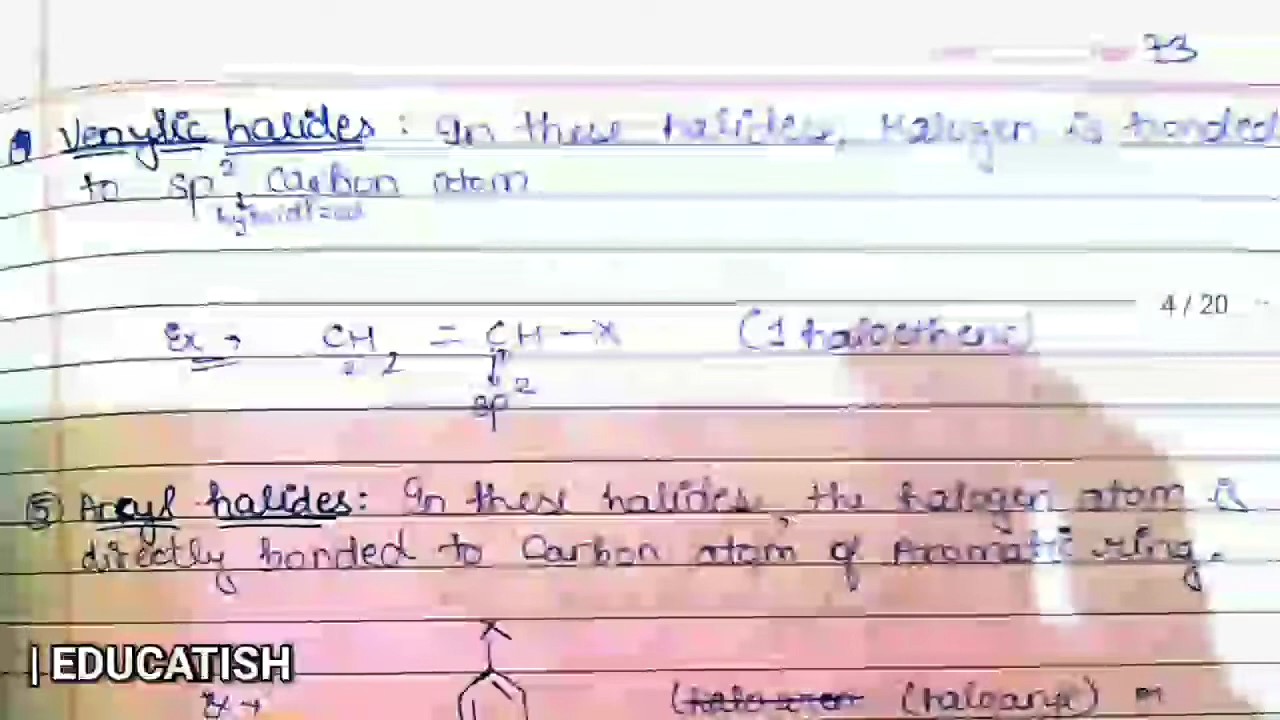 73
Venylic halides : In these halides, Halogen is bonded
to sp² carbon atom
hybridised
4 / 20
Ex → CH2 = CH - X (1 haloethene)
sp²
⑤ Aryl halides: In these halides, the halogen atom is
directly bonded to Carbon atom of Aromatic ring.
X
| EDUCATISH
Ex → (haloarene) or